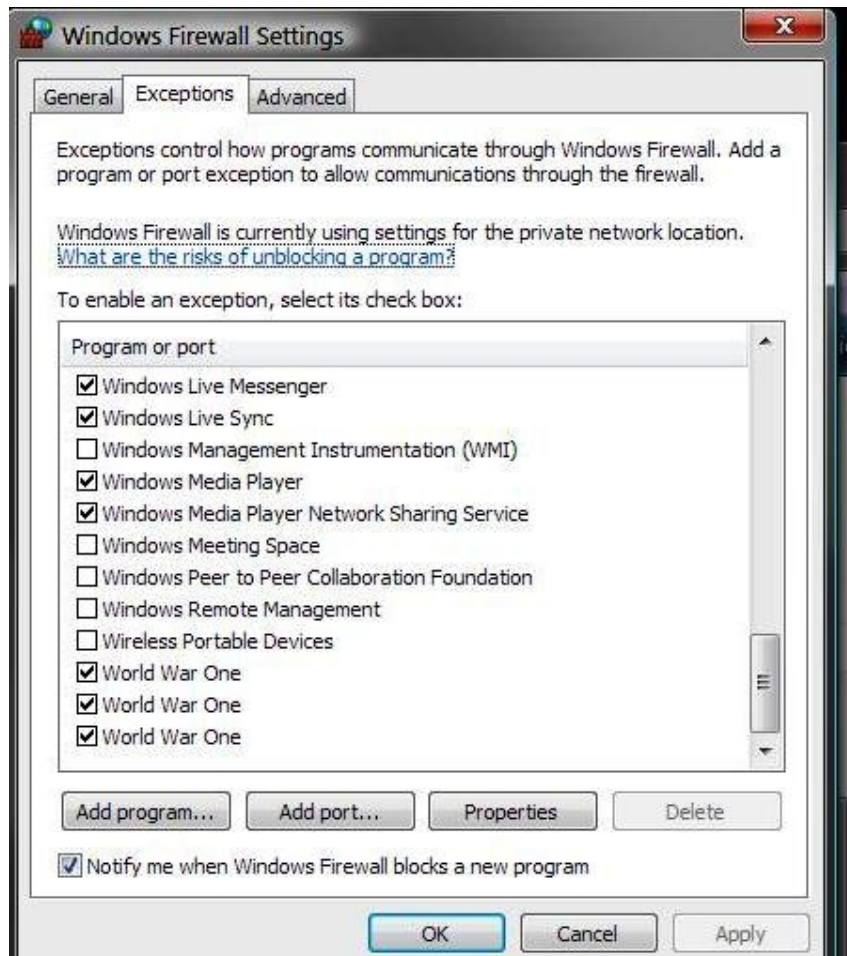 Windows Firewall Settings
General Exceptions Advanced
Exceptions control how programs communicate through Windows Firewall. Add a
program or port exception to allow communications through the firewall.
Windows Firewall is currently using settings for the private network location.
What are the risks of unblocking a program?
To enable an exception, select its check box:
Program or port
Windows Live Messenger
Windows Live Sync
Windows Management Instrumentation (WMI)
Windows Media Player
Windows Media Player Network Sharing Service
Windows Meeting Space
Windows Peer to Peer Collaboration Foundation
Windows Remote Management
Wireless Portable Devices
World War One
World War One
World War One
Add program... Add port... Properties Delete
Notify me when Windows Firewall blocks a new program
OK Cancel Apply